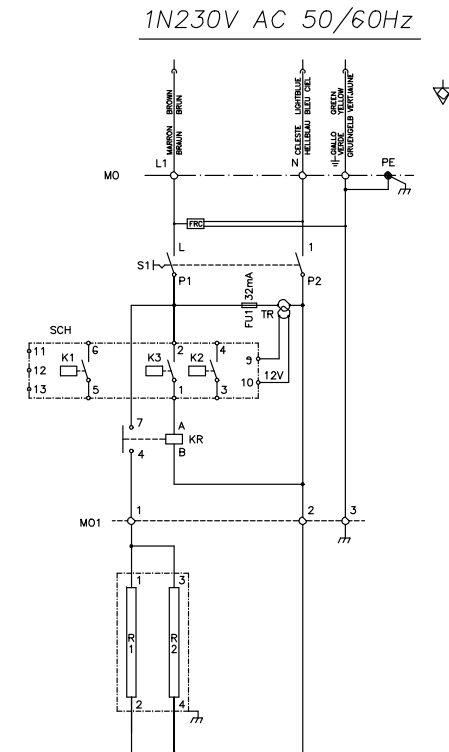 1N230V AC 50/60Hz
MARRON BROWN
BRAUN BRUN
CELESTE LIGHTBLUE
HELLBLAU BLEU CIEL
GIALLO GREEN
VERDE YELLOW
GRUENGELB VERTJAUNE
L1
N
PE
MO
FRC
L
1
S1
P1
P2
FU1 32mA
TR
SCH
11
12
13
K1
6
5
K3
2
1
K2
4
3
9
10
12V
7
4
A
KR
B
MO1
1
2
3
1
3
R1
R2
2
4